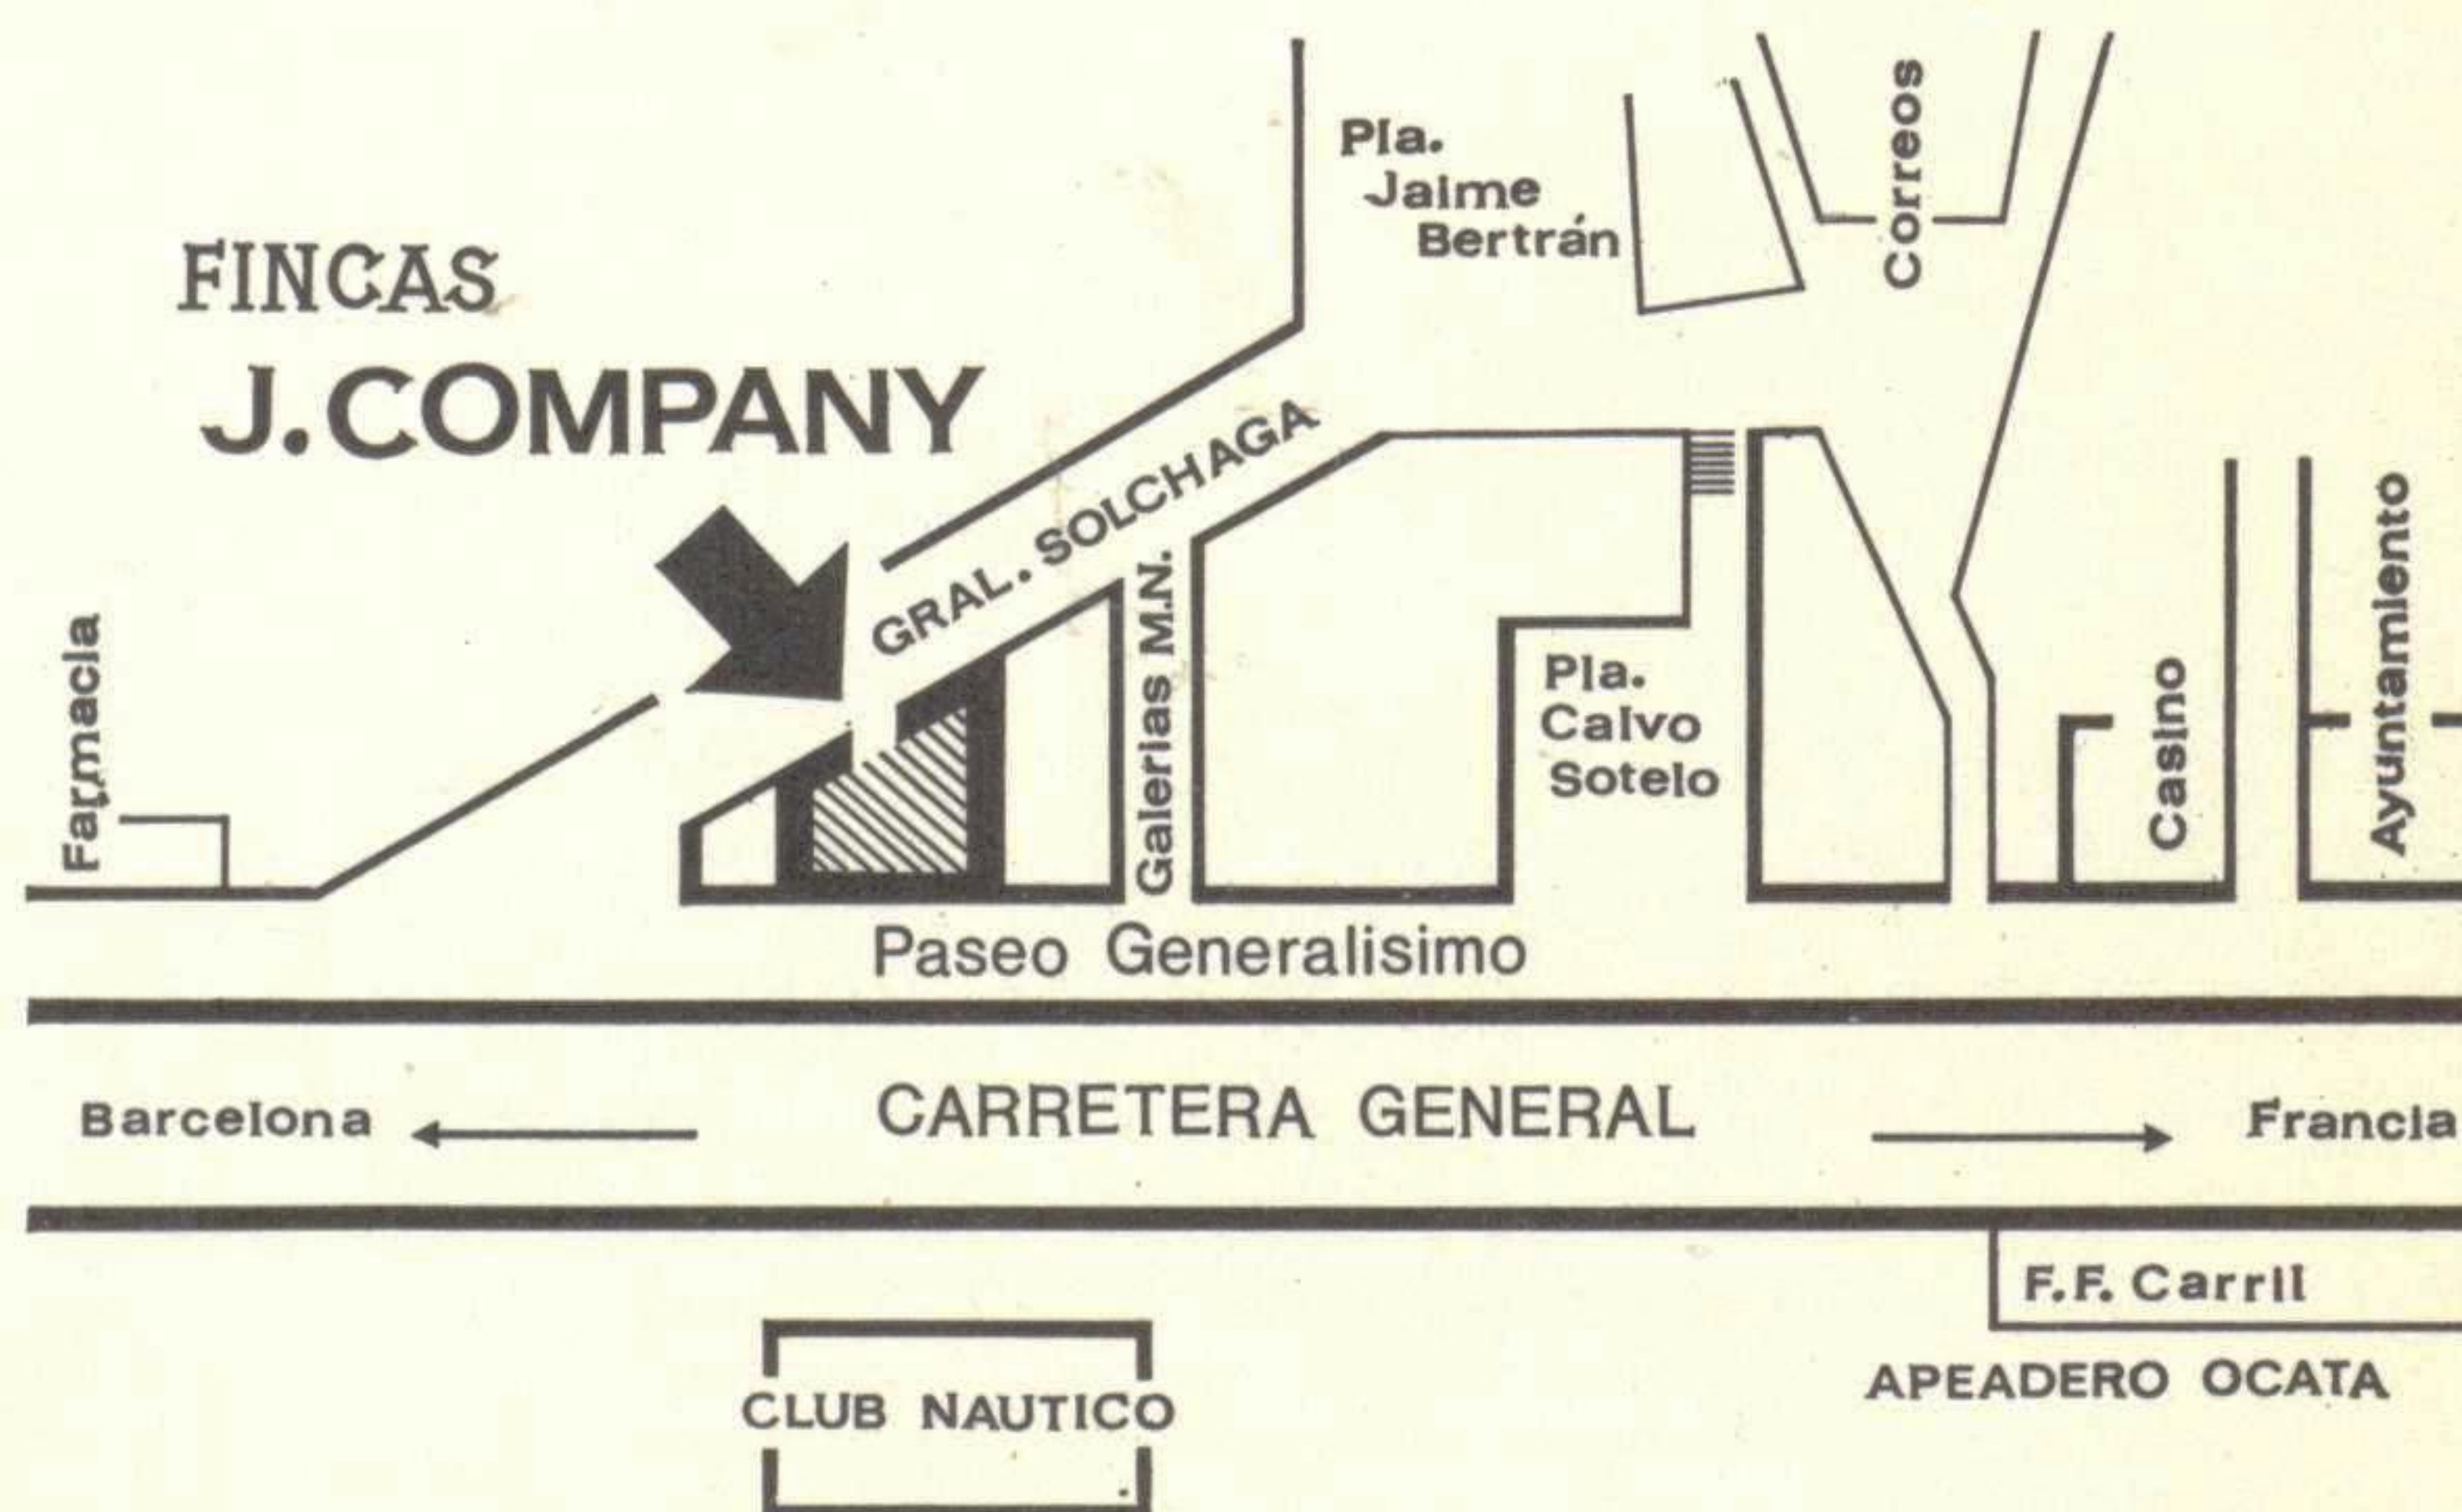 Pla.
Jaime
Bertrán
Correos
FINCAS
J. COMPANY
GRAL. SOLCHAGA
Farmacia
Galerias M.N.
Pla.
Calvo
Sotelo
Casino
Ayuntamiento
Paseo Generalisimo
Barcelona
CARRETERA GENERAL
Francia
F.F. Carril
APEADERO OCATA
CLUB NAUTICO